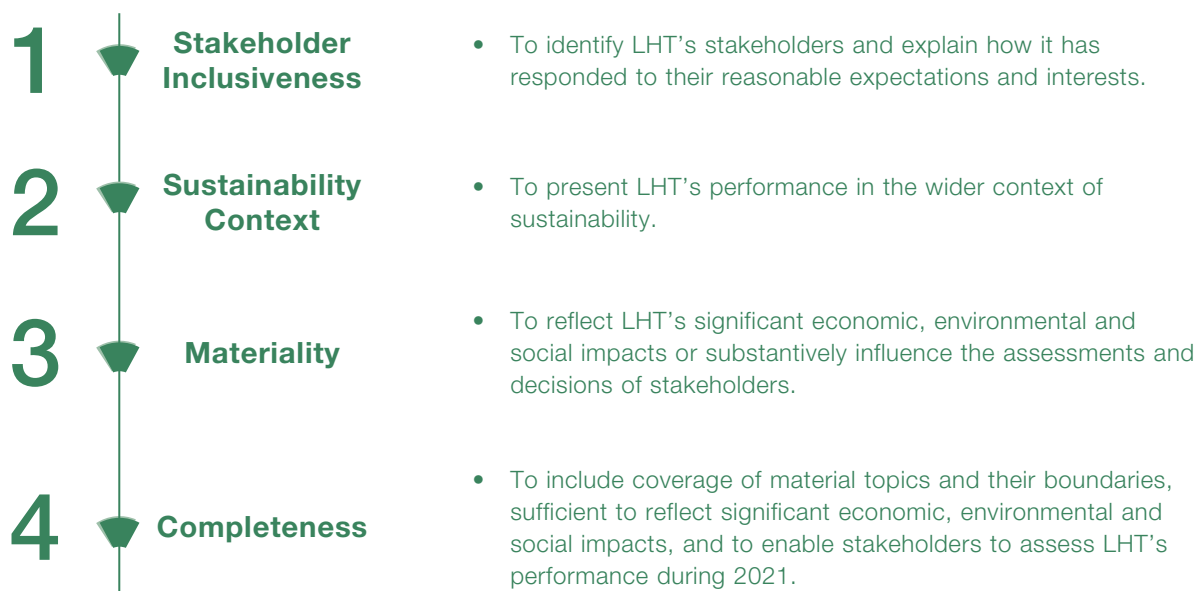 1
Stakeholder
Inclusiveness
• To identify LHT’s stakeholders and explain how it has
responded to their reasonable expectations and interests.
2
Sustainability
Context
• To present LHT’s performance in the wider context of
sustainability.
3
Materiality
• To reflect LHT’s significant economic, environmental and
social impacts or substantively influence the assessments and
decisions of stakeholders.
4
Completeness
• To include coverage of material topics and their boundaries,
sufficient to reflect significant economic, environmental and
social impacts, and to enable stakeholders to assess LHT’s
performance during 2021.